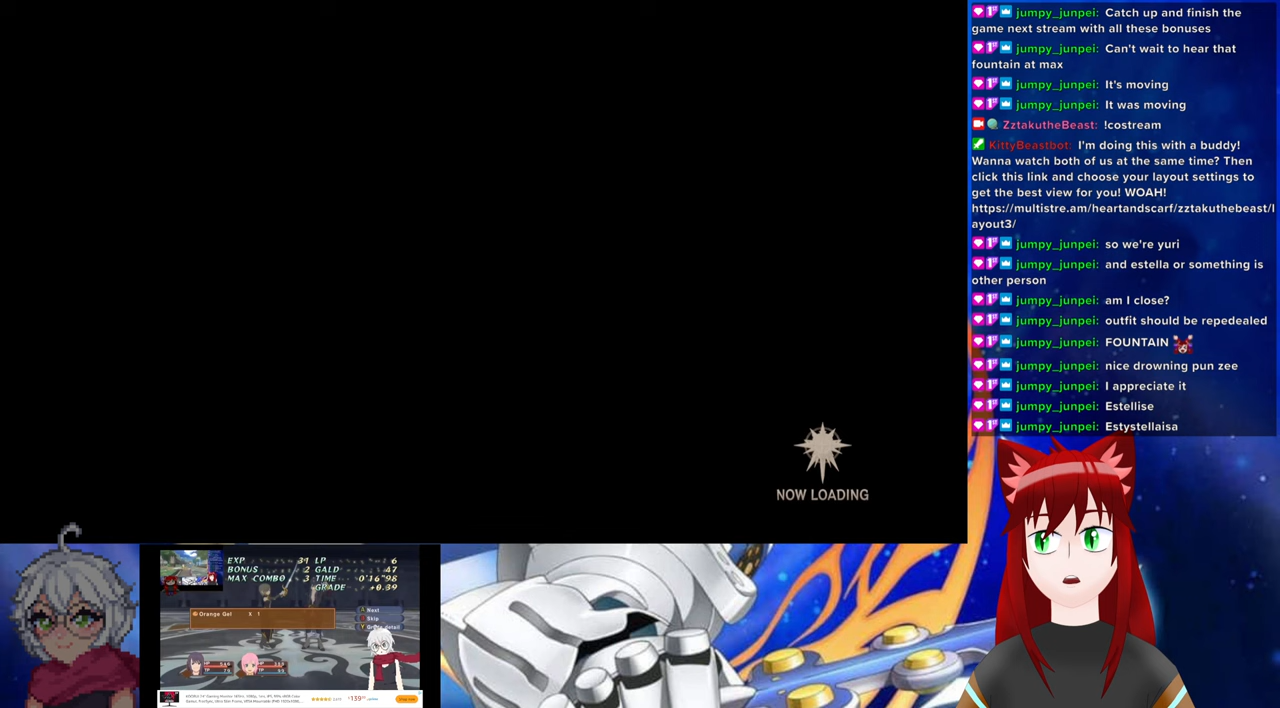 jumpy_junpei: Catch up and finish the
game next stream with all these bonuses
jumpy_junpei: Can't wait to hear that
fountain at max
jumpy_junpei: It's moving
jumpy_junpei: It was moving
ZztakutheBeast: !costream
KittyBeastbot: I'm doing this with a buddy!
Wanna watch both of us at the same time? Then
click this link and choose your layout settings to
get the best view for you! WOAH!
https://multistre.am/heartandscarf/zztakuthebeast/l
ayout3/
jumpy_junpei: so we're yuri
jumpy_junpei: and estella or something is
other person
jumpy_junpei: am I close?
jumpy_junpei: outfit should be repedealed
jumpy_junpei: FOUNTAIN
jumpy_junpei: nice drowning pun zee
jumpy_junpei: I appreciate it
jumpy_junpei: Estellise
jumpy_junpei: Estystellaisa
NOW LOADING
EXP 31 LP 6
BONUS 2 GALD 47
MAX COMBO 3 TIME 0'16"98
GRADE +0.39
Orange Gel X 1
Next
Skip